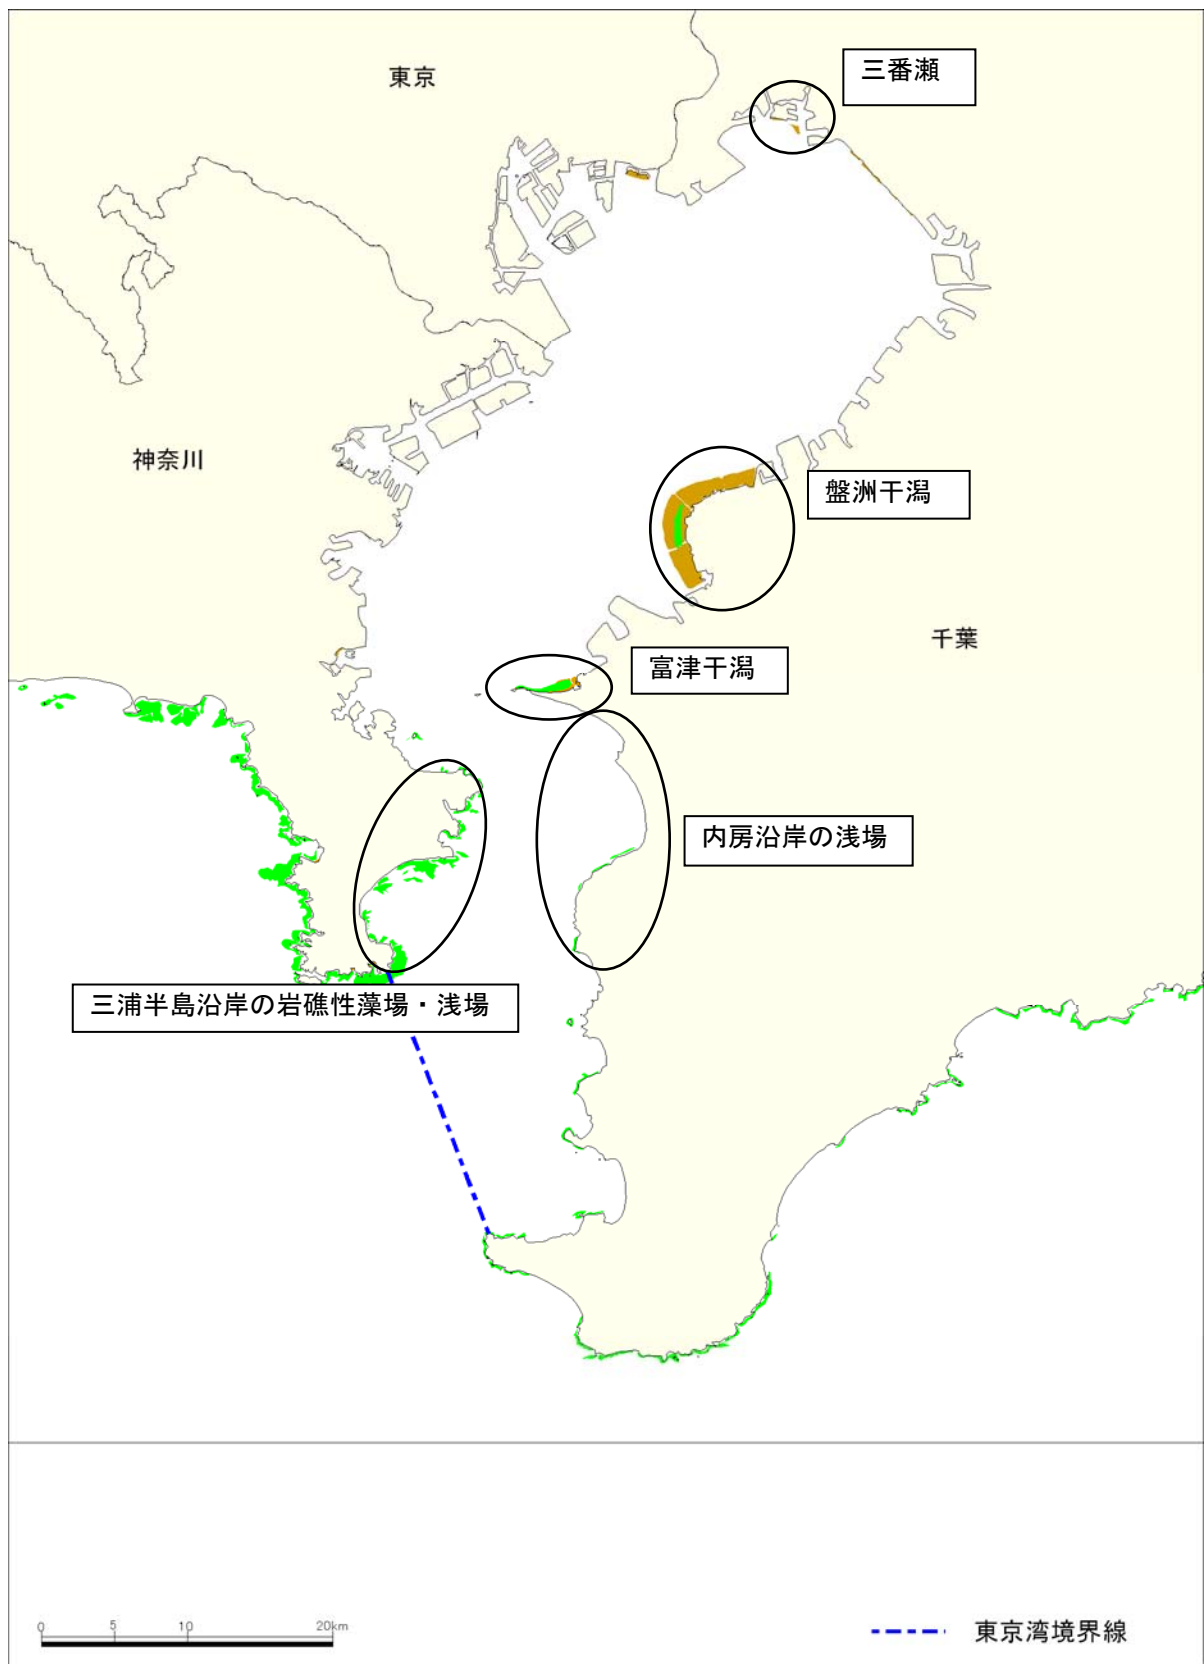 三番瀬
東京
神奈川
盤洲干潟
千葉
富津干潟
内房沿岸の浅場
三浦半島沿岸の岩礁性藻場・浅場
0 5 10 20km
東京湾境界線